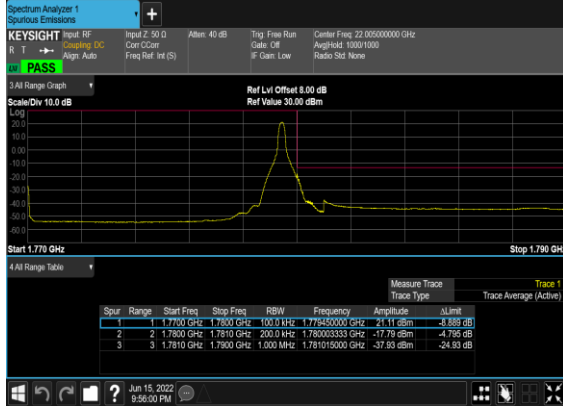 Spectrum Analyzer 1
Spurious Emissions
+
KEYSIGHT Input: RF Input Z: 50 Ω Atten: 40 dB Trig: Free Run Center Freq: 22.005000000 GHz
R T Coupling: DC Corr CCorr Gate: Off Avg|Hold: 1000/1000
Align: Auto Freq Ref: Int (S) IF Gain: Low Radio Std: None
PASS
3 All Range Graph Ref Lvl Offset 8.00 dB
Scale/Div 10.0 dB Ref Value 30.00 dBm
Log
20.0
10.0
0.00
-10.0
-20.0
-30.0
-40.0
-50.0
-60.0
Start 1.770 GHz Stop 1.790 GHz
4 All Range Table
Measure Trace Trace 1
Trace Type Trace Average (Active)
Spur Range Start Freq Stop Freq RBW Frequency Amplitude ΔLimit
1 1 1.7700 GHz 1.7800 GHz 100.0 kHz 1.779450000 GHz 21.11 dBm -8.889 dB
2 2 1.7800 GHz 1.7810 GHz 200.0 kHz 1.780003333 GHz -17.79 dBm -4.795 dB
3 3 1.7810 GHz 1.7900 GHz 1.000 MHz 1.781015000 GHz -37.93 dBm -24.93 dB
? Jun 15, 2022
9:56:00 PM